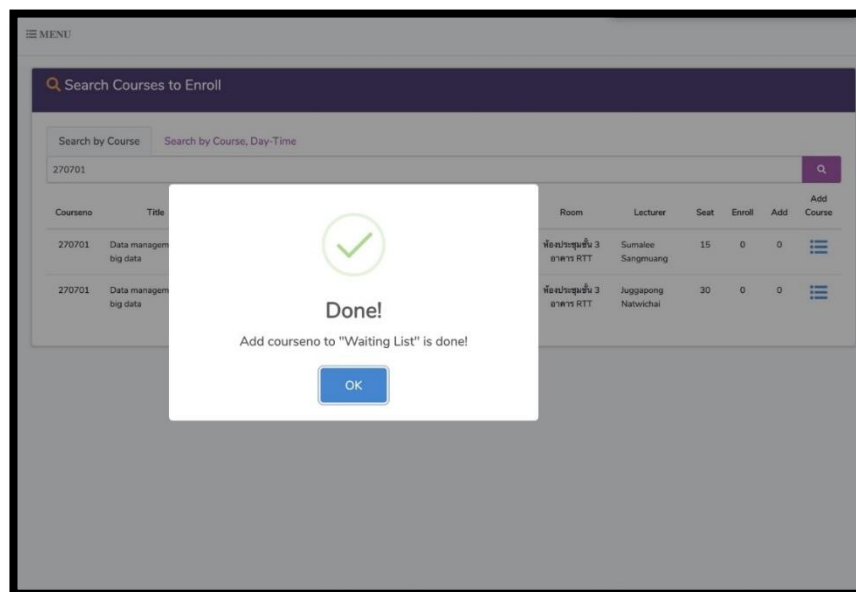 MENU
Search Courses to Enroll
Search by Course Search by Course, Day-Time
270701
Courseno Title Room Lecturer Seat Enroll Add Add Course
270701 Data managem ห้องประชุมชั้น 3 Sumalee 15 0 0
big data อาคาร RTT Sangmuang
270701 Data managem ห้องประชุมชั้น 3 Juggapong 30 0 0
big data อาคาร RTT Natwichai
Done!
Add courseno to "Waiting List" is done!
OK